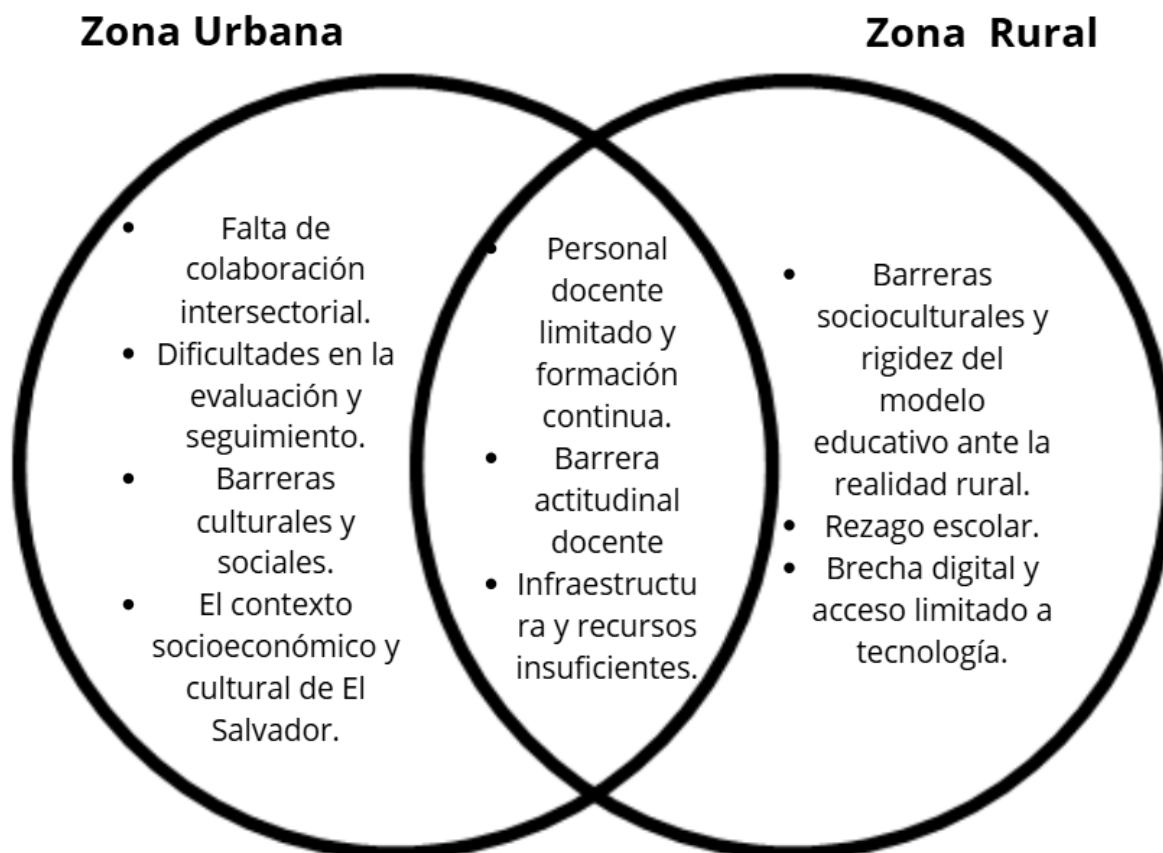 Zona Urbana
Zona Rural
• Falta de
colaboración
intersectorial.
• Dificultades en la
evaluación y
seguimiento.
• Barreras
culturales y
sociales.
• El contexto
socioeconómico y
cultural de El
Salvador.
• Personal
docente
limitado y
formación
continua.
• Barrera
actitudinal
docente
• Infraestructu
ra y recursos
insuficientes.
• Barreras
socioculturales y
rigidez del
modelo
educativo ante la
realidad rural.
• Rezago escolar.
• Brecha digital y
acceso limitado a
tecnología.